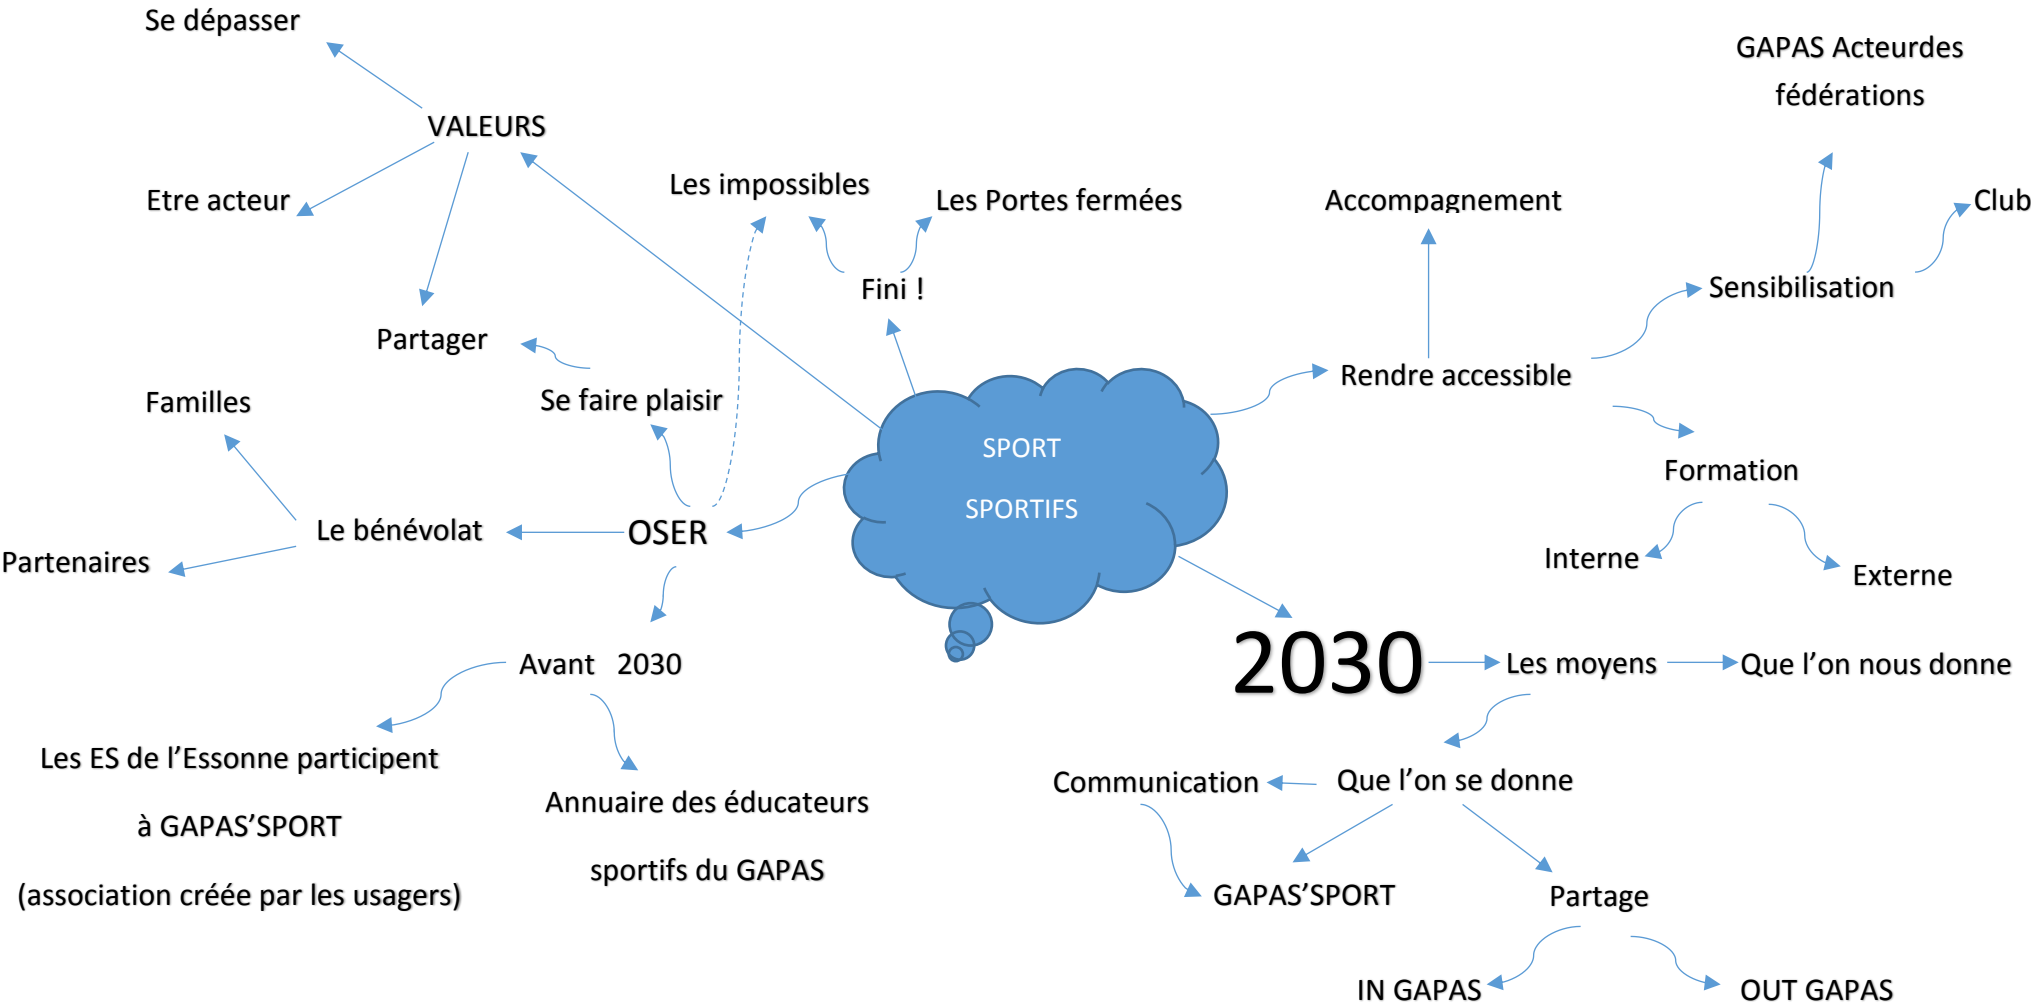 Se dépasser
GAPAS Acteurdes
fédérations
VALEURS
Les impossibles
Etre acteur
Les Portes fermées
Accompagnement
Club
Fini !
Sensibilisation
Partager
Rendre accessible
Familles
Se faire plaisir
SPORT
SPORTIFS
Formation
Le bénévolat
OSER
Partenaires
Interne
Externe
Avant 2030
2030
Les moyens
Que l’on nous donne
Les ES de l’Essonne participent
à GAPAS’SPORT
(association créée par les usagers)
Annuaire des éducateurs
sportifs du GAPAS
Communication
Que l’on se donne
GAPAS’SPORT
Partage
IN GAPAS
OUT GAPAS